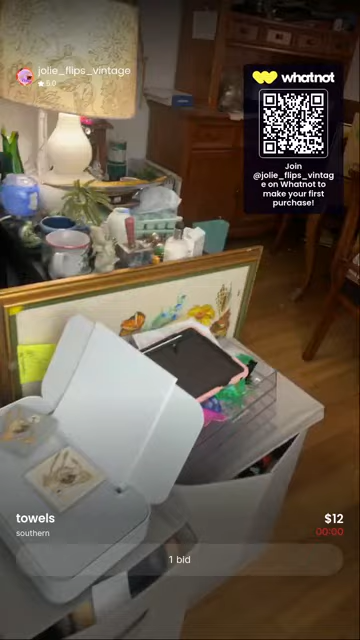 jolie_flips_vintage
★5.0
whatnot
Join
@jolie_flips_vintag
e on Whatnot to
make your first
purchase!
towels
$12
southern
00:00
1 bid